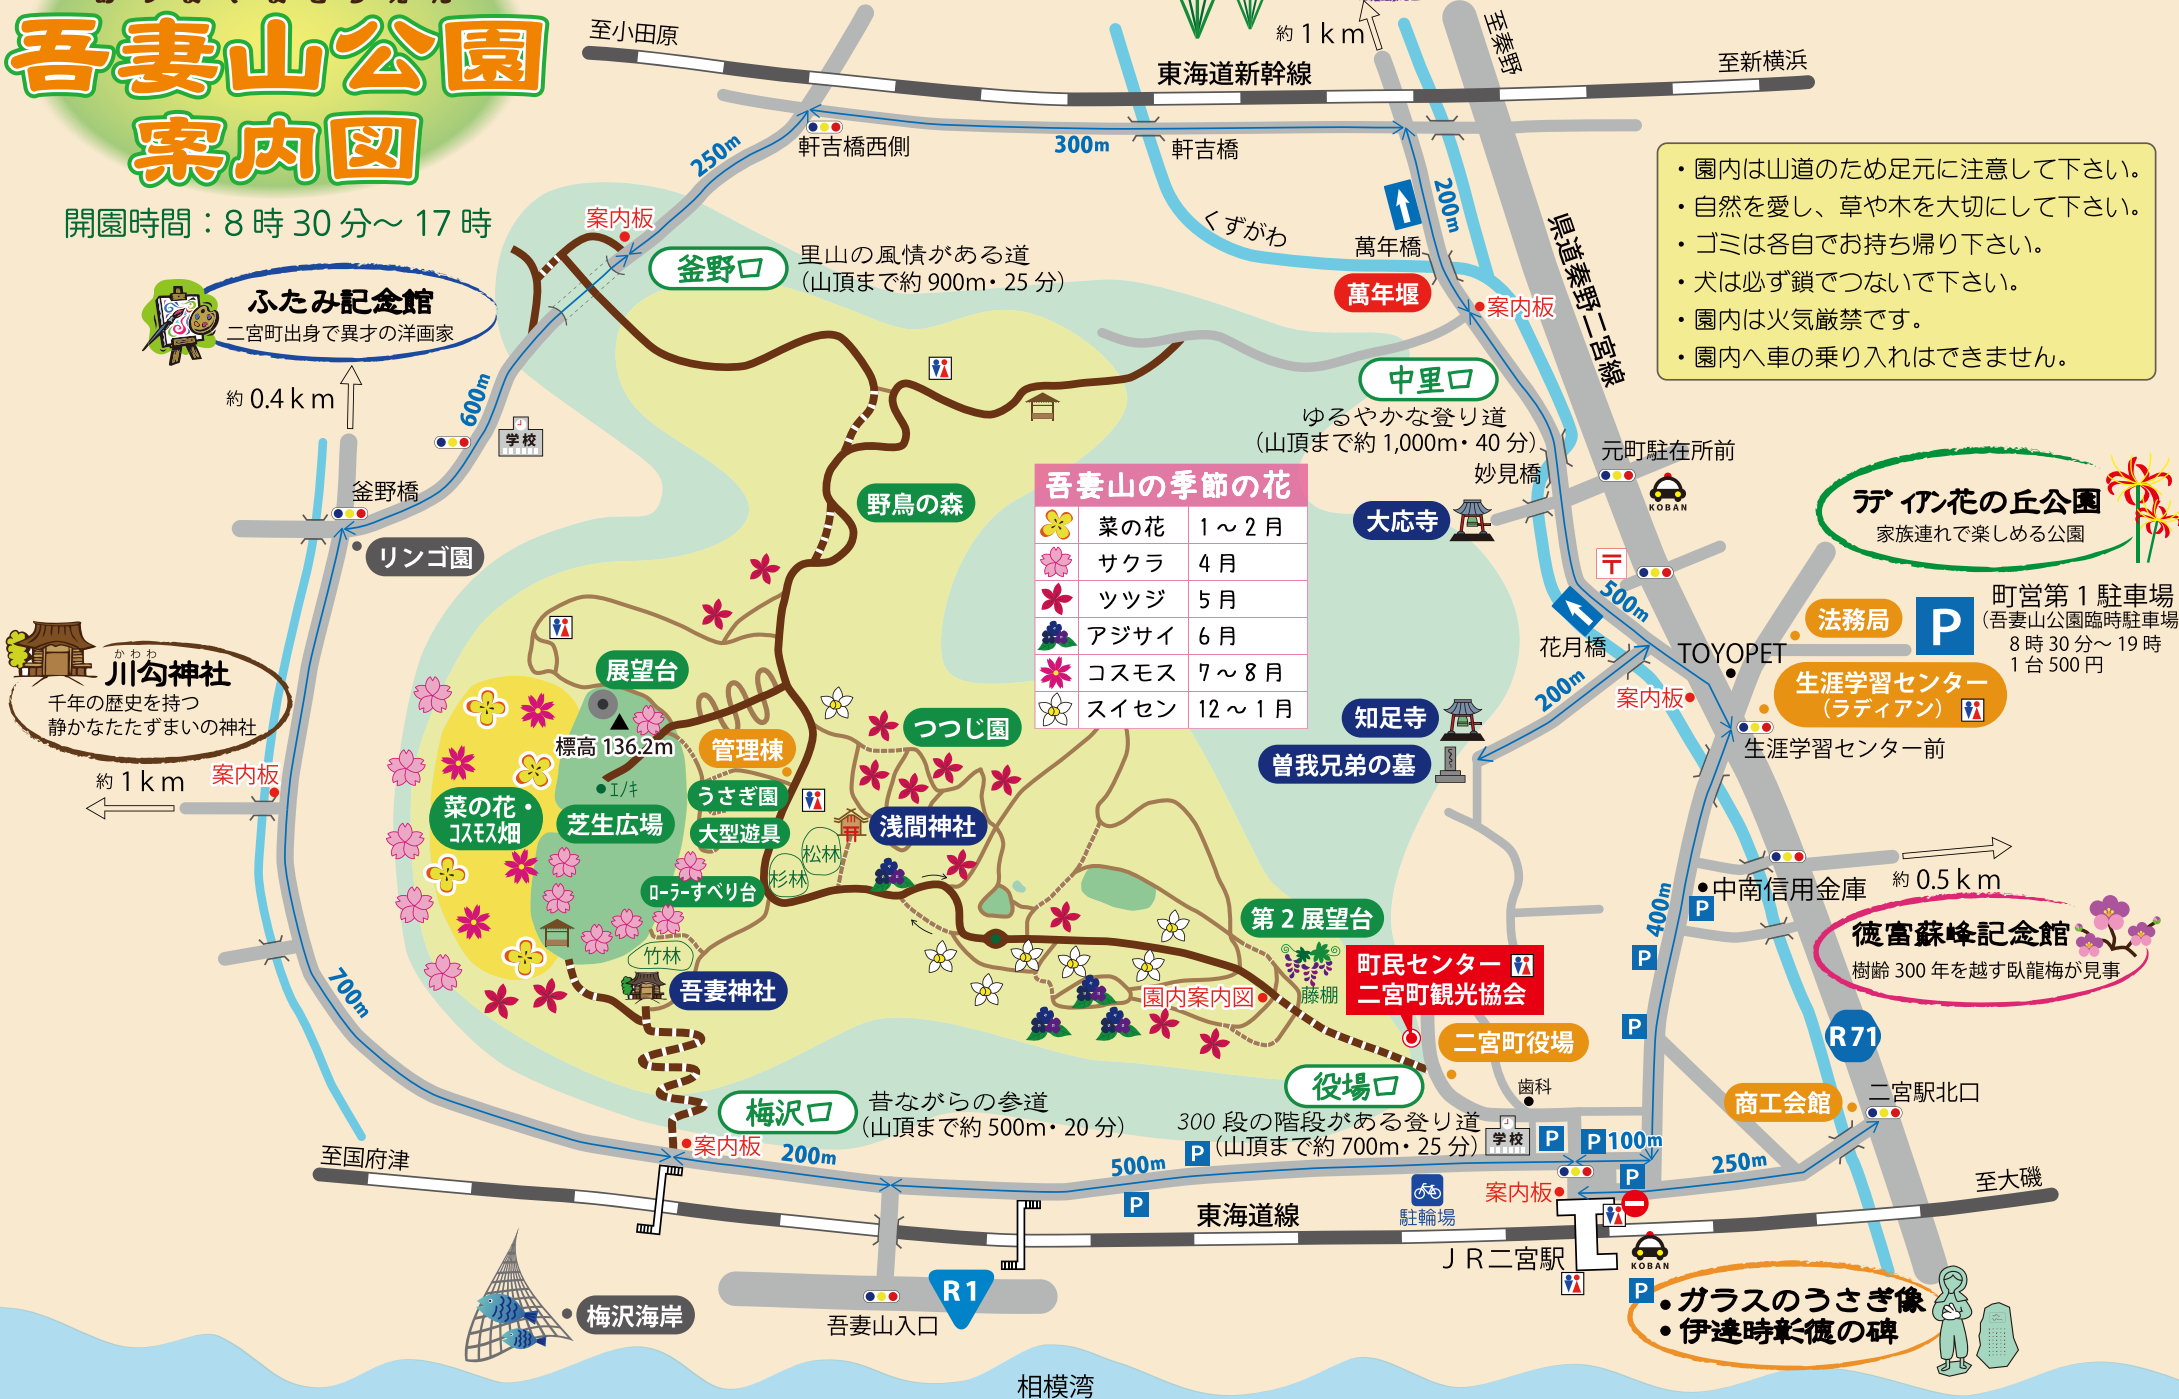 吾妻山公園
案内図
開園時間：8時30分～17時
至小田原
東海道新幹線
約1km
至秦野
至新横浜
250m
軒吉橋西側
300m
軒吉橋
200m
くずがわ
県道秦野二宮線
・園内は山道のため足元に注意して下さい。
・自然を愛し、草や木を大切にして下さい。
・ゴミは各自でお持ち帰り下さい。
・犬は必ず鎖でつないで下さい。
・園内は火気厳禁です。
・園内へ車の乗り入れはできません。
案内板
釜野口
里山の風情がある道
（山頂まで約900m・25分）
萬年橋
萬年堰
案内板
ふたみ記念館
二宮町出身で異才の洋画家
約0.4km
600m
学校
釜野橋
リンゴ園
中里口
ゆるやかな登り道
（山頂まで約1,000m・40分）
妙見橋
元町駐在所前
KOBAN
大応寺
野鳥の森
吾妻山の季節の花
菜の花 1～2月
サクラ 4月
ツツジ 5月
アジサイ 6月
コスモス 7～8月
スイセン 12～1月
ラディアン花の丘公園
家族連れで楽しめる公園
〒
500m
花月橋
200m
TOYOPET
法務局
P
町営第1駐車場
（吾妻山公園臨時駐車場
8時30分～19時
1台500円
生涯学習センター
（ラディアン）
案内板
生涯学習センター前
かわわ
川勾神社
千年の歴史を持つ
静かなたたずまいの神社
約1km
案内板
展望台
標高136.2m
管理棟
つつじ園
知足寺
曽我兄弟の墓
エノキ
うさぎ園
大型遊具
菜の花・
コスモス畑
芝生広場
浅間神社
松林
杉林
ローラーすべり台
竹林
吾妻神社
400m
中南信用金庫
P
約0.5km
徳富蘇峰記念館
樹齢300年を越す臥龍梅が見事
第2展望台
藤棚
園内案内図
町民センター
二宮町観光協会
二宮町役場
P
P
R71
700m
役場口
300段の階段がある登り道
（山頂まで約700m・25分）
歯科
学校
商工会館
二宮駅北口
梅沢口
昔ながらの参道
（山頂まで約500m・20分）
案内板
200m
500m
P
P
P
P
100m
P
250m
至国府津
東海道線
至大磯
案内板
駐輪場
JR二宮駅
KOBAN
P
・ガラスのうさぎ像
・伊達時彰徳の碑
梅沢海岸
吾妻山入口
R1
相模湾